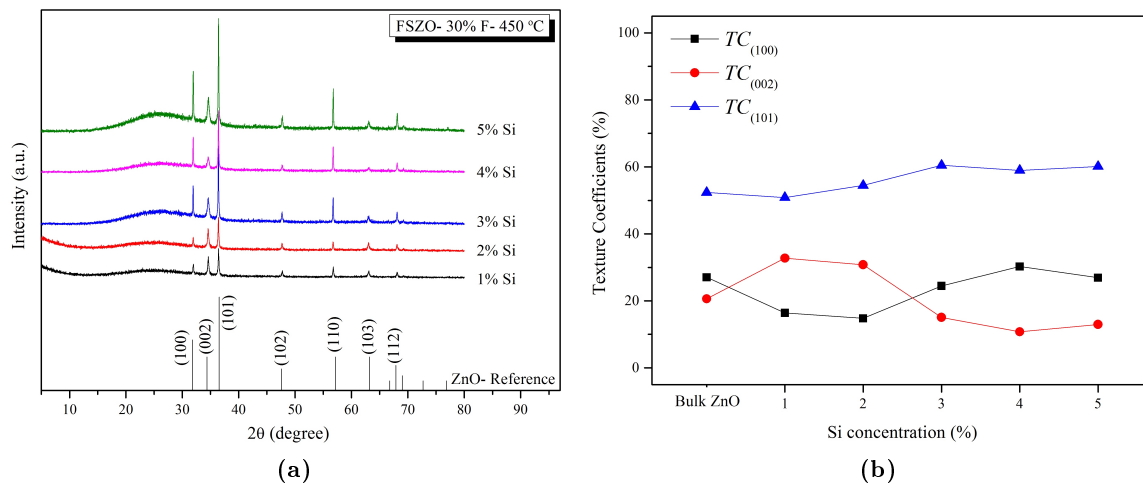 FSZO- 30% F- 450 °C
5% Si
4% Si
3% Si
2% Si
1% Si
(100)
(002)
(101)
(102)
(110)
(103)
(112)
ZnO- Reference
10 20 30 40 50 60 70 80 90
2θ (degree)
Intensity (a.u.)
(a)
TC(100)
TC(002)
TC(101)
100
80
60
40
20
0
Texture Coefficients (%)
Bulk ZnO 1 2 3 4 5
Si concentration (%)
(b)